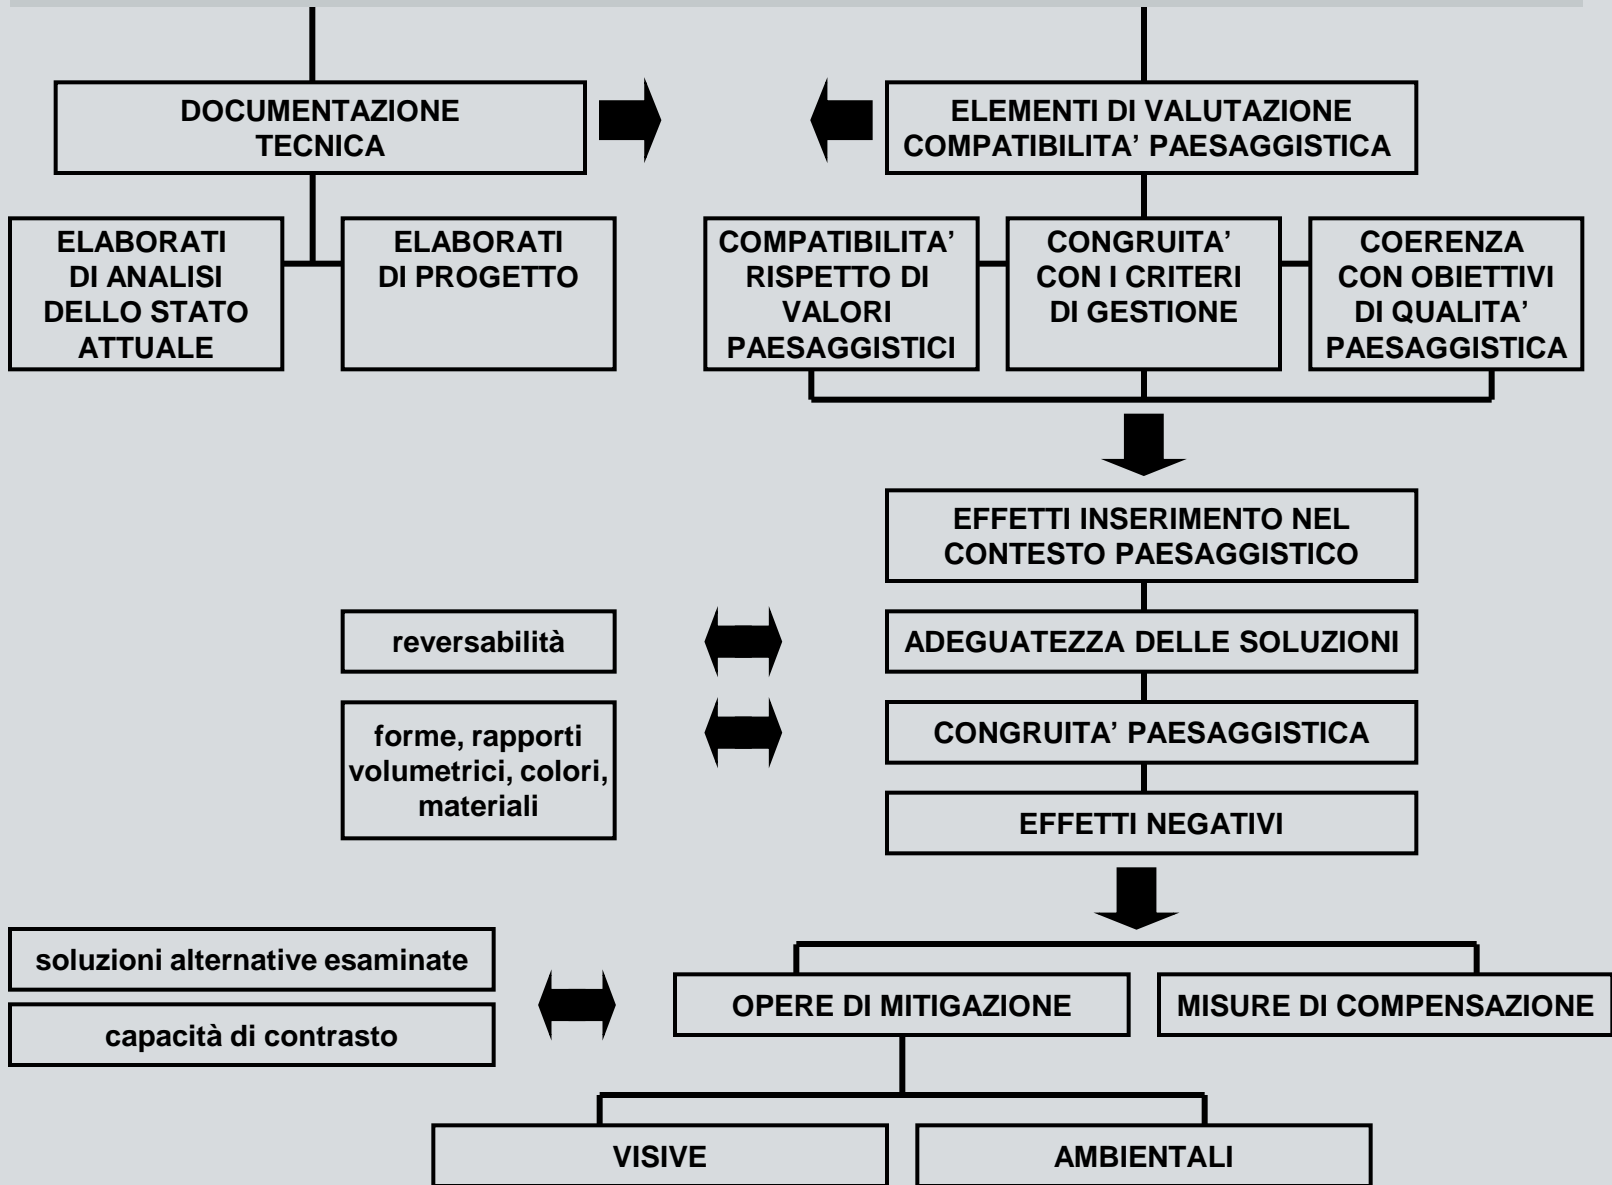 DOCUMENTAZIONE
TECNICA
ELEMENTI DI VALUTAZIONE
COMPATIBILITA’ PAESAGGISTICA
ELABORATI
DI ANALISI
DELLO STATO
ATTUALE
ELABORATI
DI PROGETTO
COMPATIBILITA’
RISPETTO DI
VALORI
PAESAGGISTICI
CONGRUITA’
CON I CRITERI
DI GESTIONE
COERENZA
CON OBIETTIVI
DI QUALITA’
PAESAGGISTICA
EFFETTI INSERIMENTO NEL
CONTESTO PAESAGGISTICO
reversabilità
ADEGUATEZZA DELLE SOLUZIONI
forme, rapporti
volumetrici, colori,
materiali
CONGRUITA’ PAESAGGISTICA
EFFETTI NEGATIVI
soluzioni alternative esaminate
capacità di contrasto
OPERE DI MITIGAZIONE
MISURE DI COMPENSAZIONE
VISIVE
AMBIENTALI